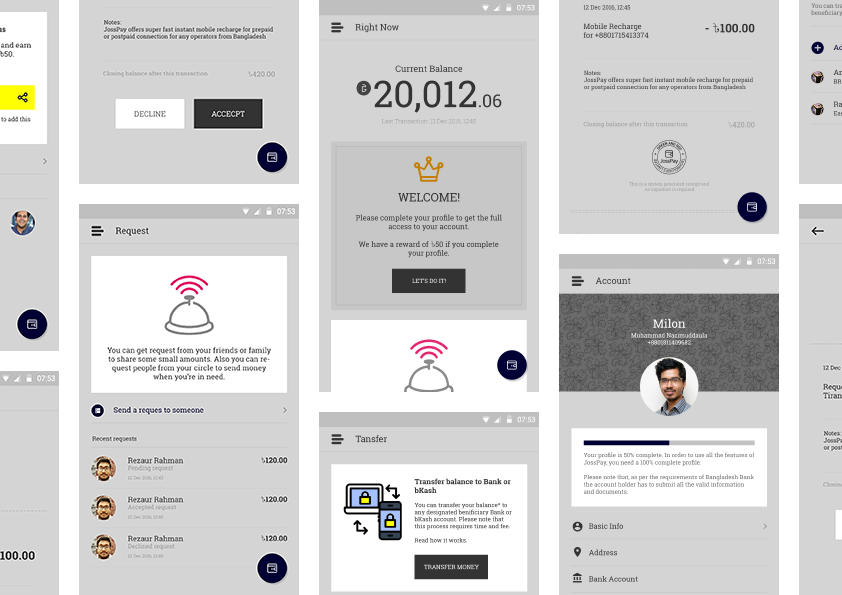 us
and earn
৳50.
to add this
07:53
100.00
Notes:
JossPay offers super fast instant mobile recharge for prepaid
or postpaid connection for any operators from Bangladesh
Closing balance after this transaction
৳420.00
DECLINE
ACCECPT
07:53
Request
You can get request from your friends or family
to share some small amounts. Also you can re-
quest people from your circle to send money
when you're in need.
Send a reques to someone
Recent requests
Rezaur Rahman
৳120.00
Pending request
12 Dec 2016, 12:45
Rezaur Rahman
৳120.00
Accepted request
12 Dec 2016, 12:45
Rezaur Rahman
৳120.00
Declined request
12 Dec 2016, 12:45
07:53
Right Now
Current Balance
20,012.06
Last Transaction: 12 Dec 2016, 12:45
WELCOME!
Please complete your profile to get the full
access to your account.
We have a reward of ৳50 if you complete
your profile.
LET'S DO IT!
07:53
Tansfer
Transfer balance to Bank or
bKash
You can transfer your balance* to
any designated beneficiary Bank or
bKash account. Please note that
this process requires time and fee.
Read how it works.
TRANSFER MONEY
12 Dec 2016, 12:45
Mobile Recharge
for +8801715413374
- ৳100.00
Notes:
JossPay offers super fast instant mobile recharge for prepaid
or postpaid connection for any operators from Bangladesh
Closing balance after this transaction
৳420.00
JossPay
07:53
Account
Milon
Muhammad Nazmuddaula
+8801811409682
Your profile is 50% complete. In order to use all the features of
JossPay, you need a 100% complete profile.
Please note that, as per the requirements of Bangladesh Bank
the account holder has to submit all the valid information
and documents.
Basic Info
Address
Bank Account
You can tra
beneficiary
Ad
Ar
Ra
12 Dec
Reque
Tiran
Notes:
JossPa
or post
Closing